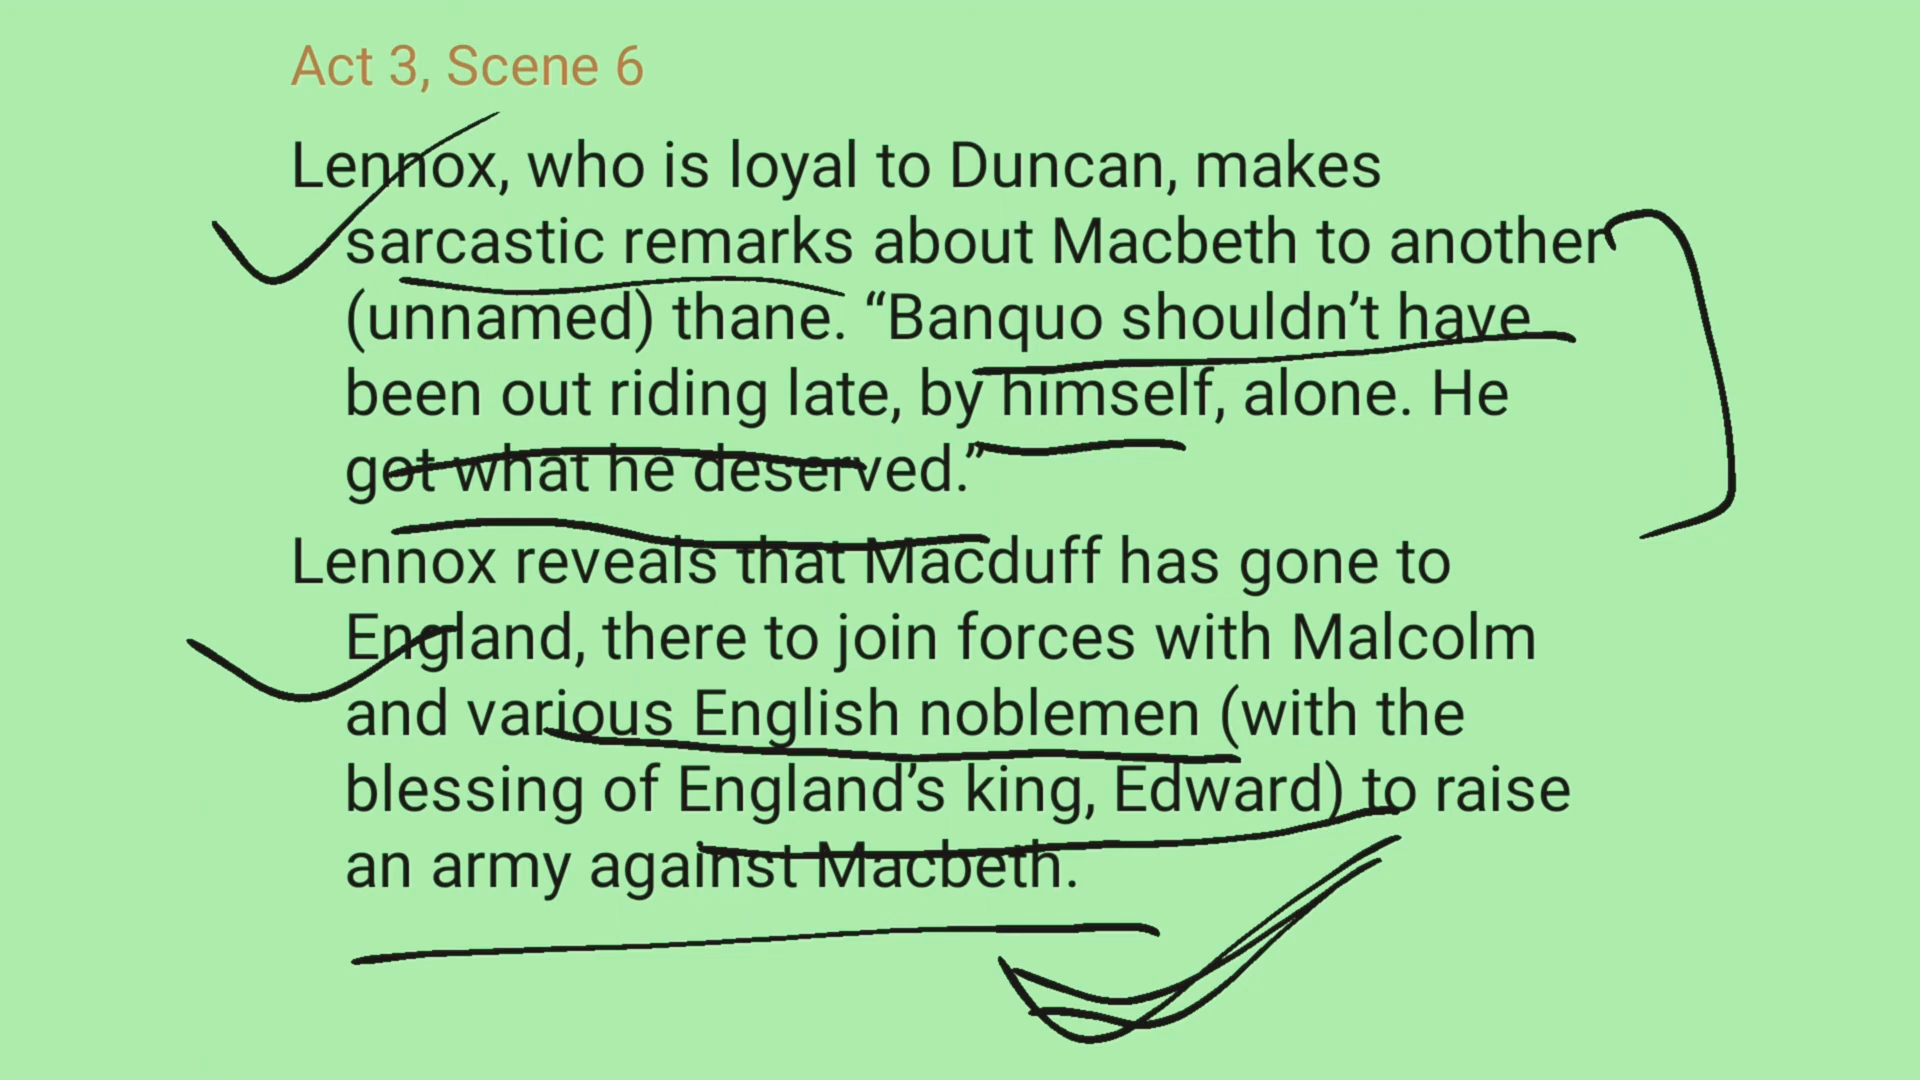 Act 3, Scene 6
Lennox, who is loyal to Duncan, makes
sarcastic remarks about Macbeth to another
(unnamed) thane. “Banquo shouldn’t have
been out riding late, by himself, alone. He
got what he deserved.”
Lennox reveals that Macduff has gone to
England, there to join forces with Malcolm
and various English noblemen (with the
blessing of England’s king, Edward) to raise
an army against Macbeth.